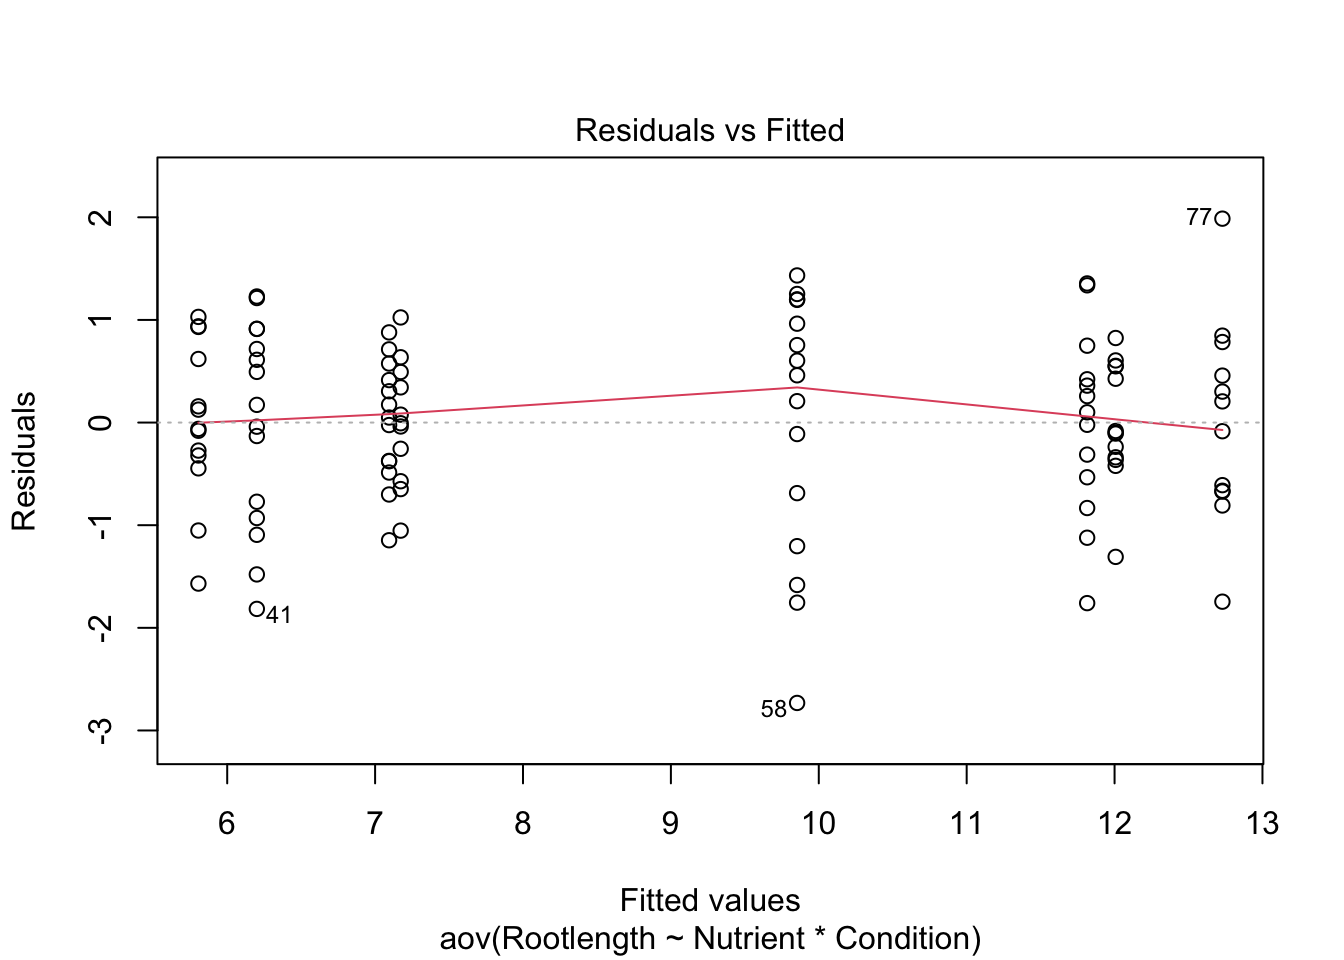 Residuals vs Fitted
Residuals
2
1
0
-1
-2
-3
77
41
58
6 7 8 9 10 11 12 13
Fitted values
aov(Rootlength ~ Nutrient * Condition)